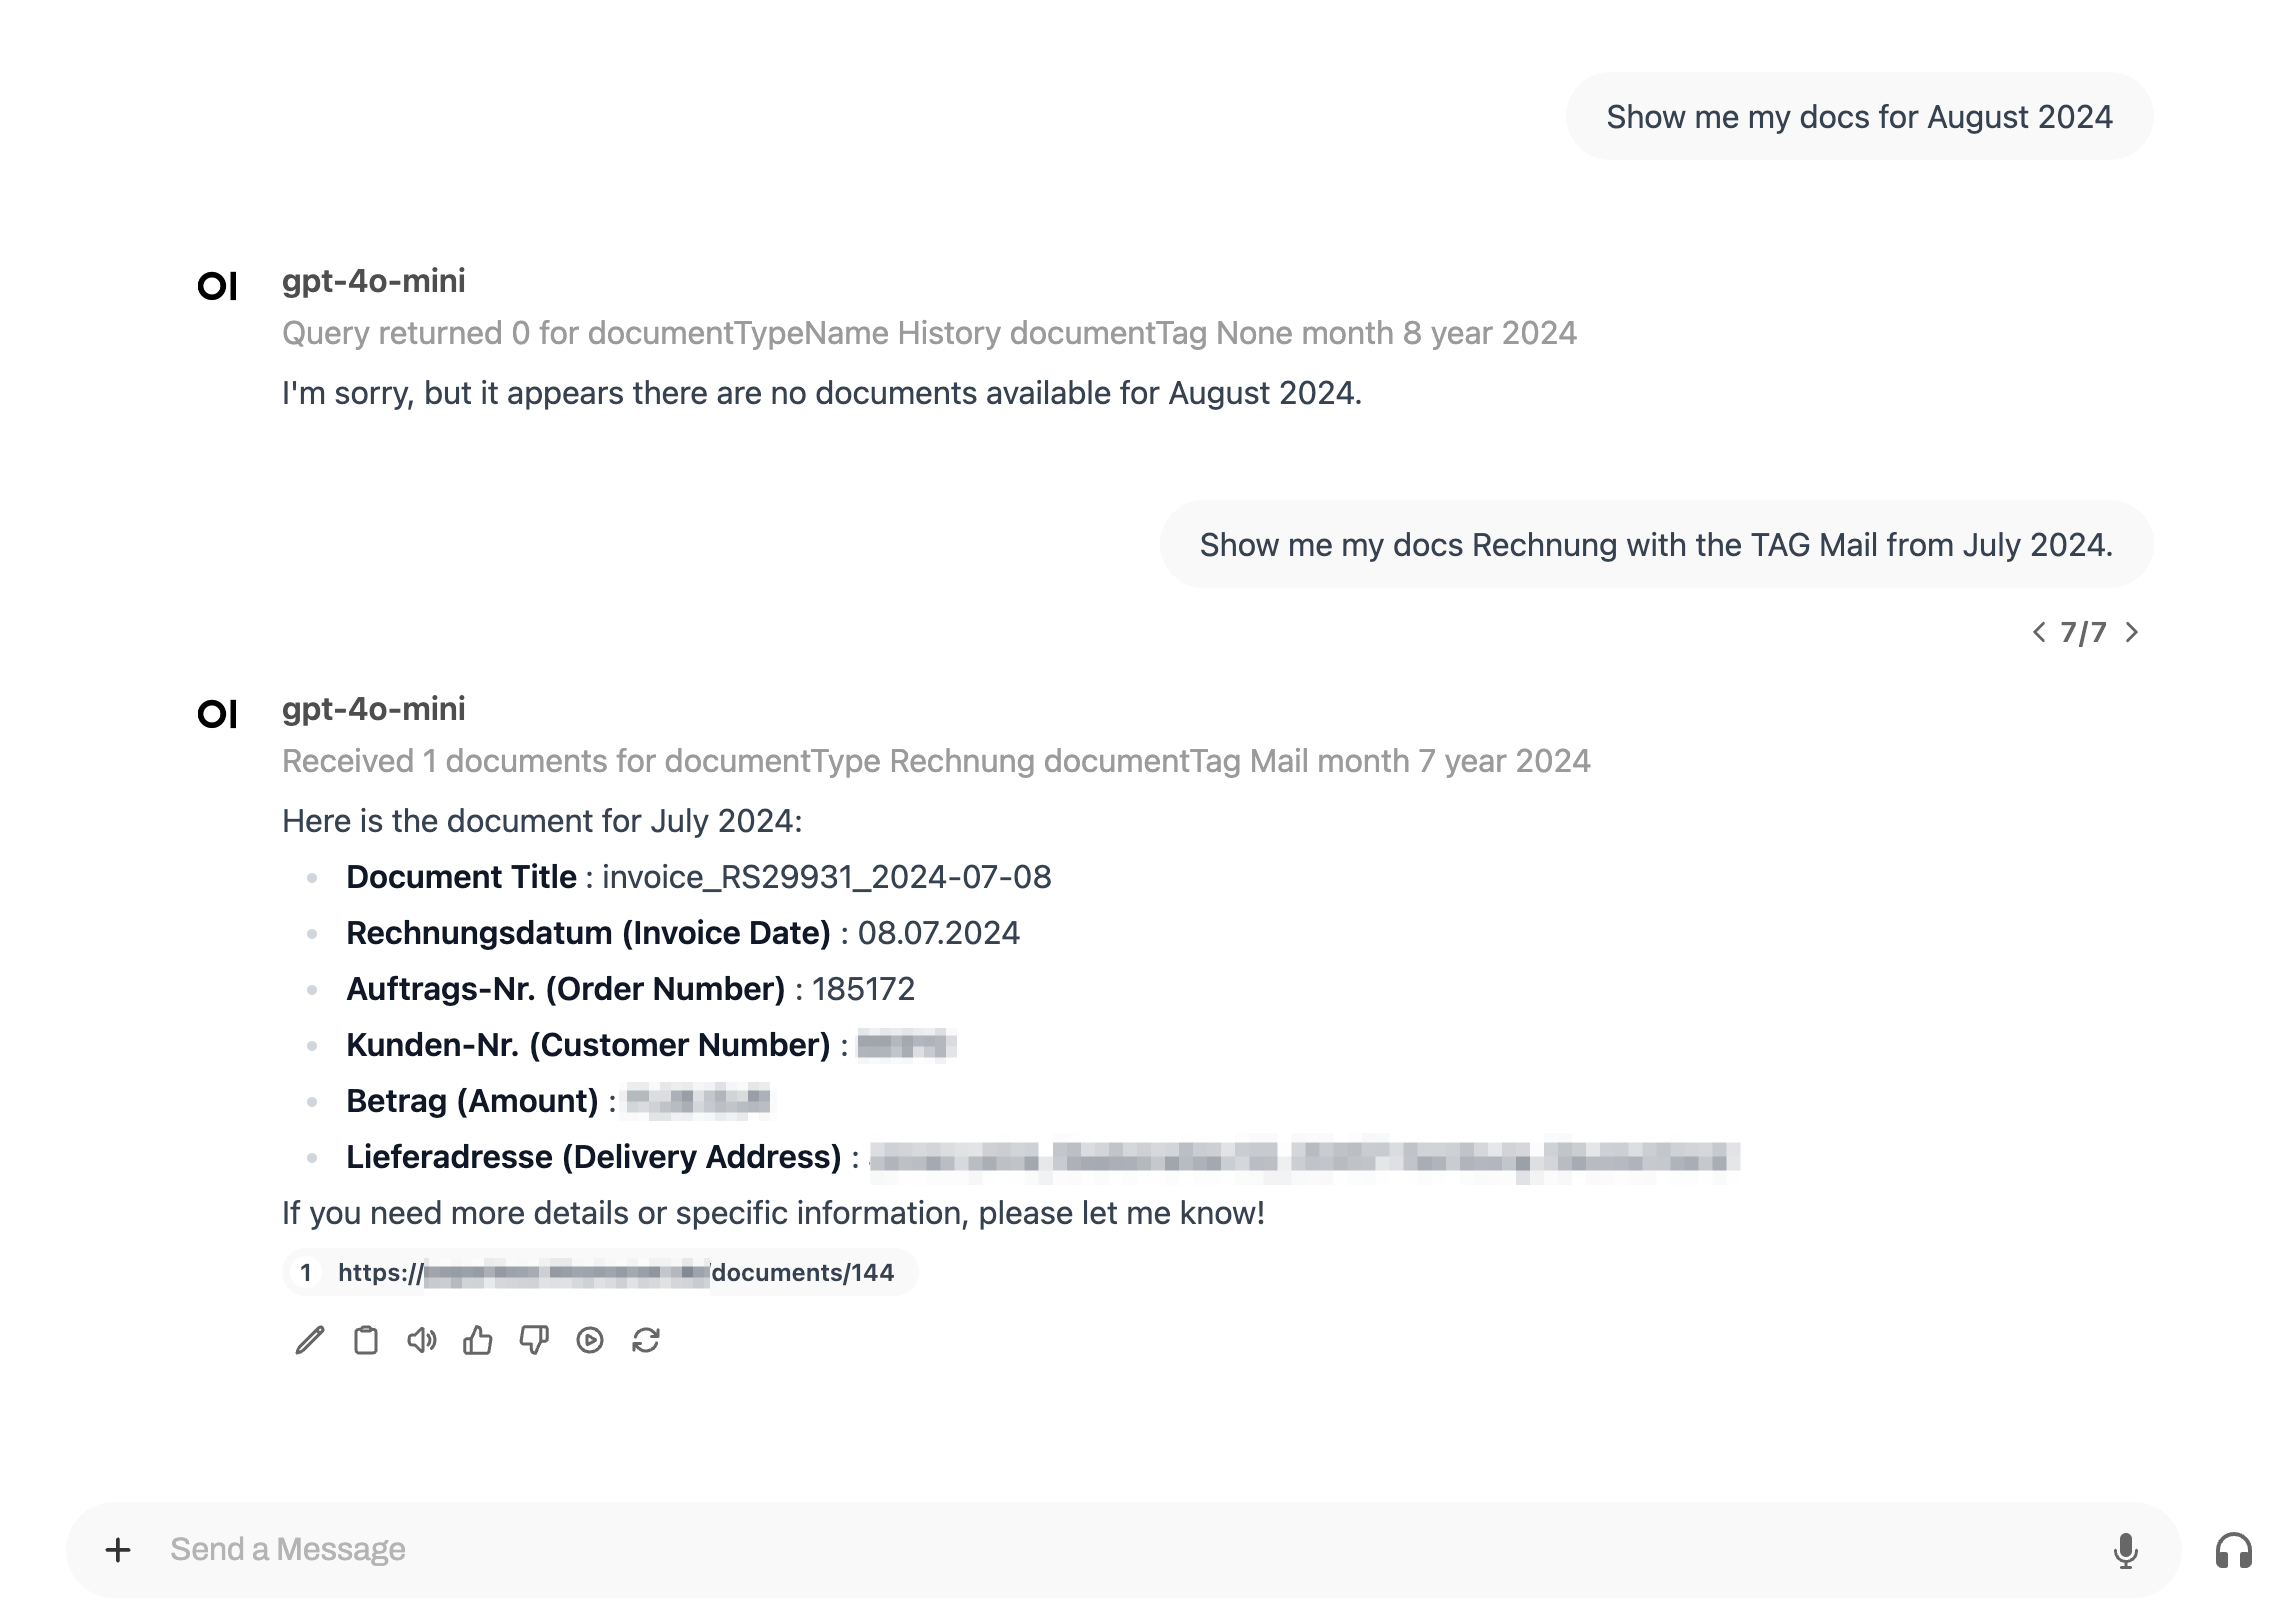 Show me my docs for August 2024
OI gpt-4o-mini
Query returned 0 for documentTypeName History documentTag None month 8 year 2024
I'm sorry, but it appears there are no documents available for August 2024.
Show me my docs Rechnung with the TAG Mail from July 2024.
7/7
OI gpt-4o-mini
Received 1 documents for documentType Rechnung documentTag Mail month 7 year 2024
Here is the document for July 2024:
Document Title : invoice_RS29931_2024-07-08
Rechnungsdatum (Invoice Date) : 08.07.2024
Auftrags-Nr. (Order Number) : 185172
Kunden-Nr. (Customer Number) :
Betrag (Amount) :
Lieferadresse (Delivery Address) :
If you need more details or specific information, please let me know!
1 https:// documents/144
Send a Message